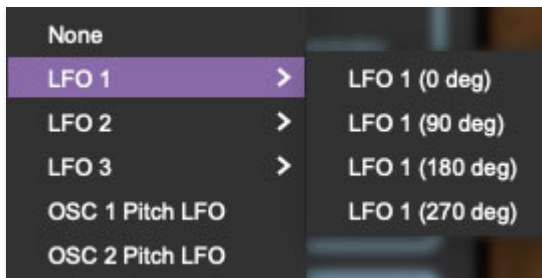 None
LFO 1 >
LFO 2 >
LFO 3 >
OSC 1 Pitch LFO
OSC 2 Pitch LFO
LFO 1 (0 deg)
LFO 1 (90 deg)
LFO 1 (180 deg)
LFO 1 (270 deg)